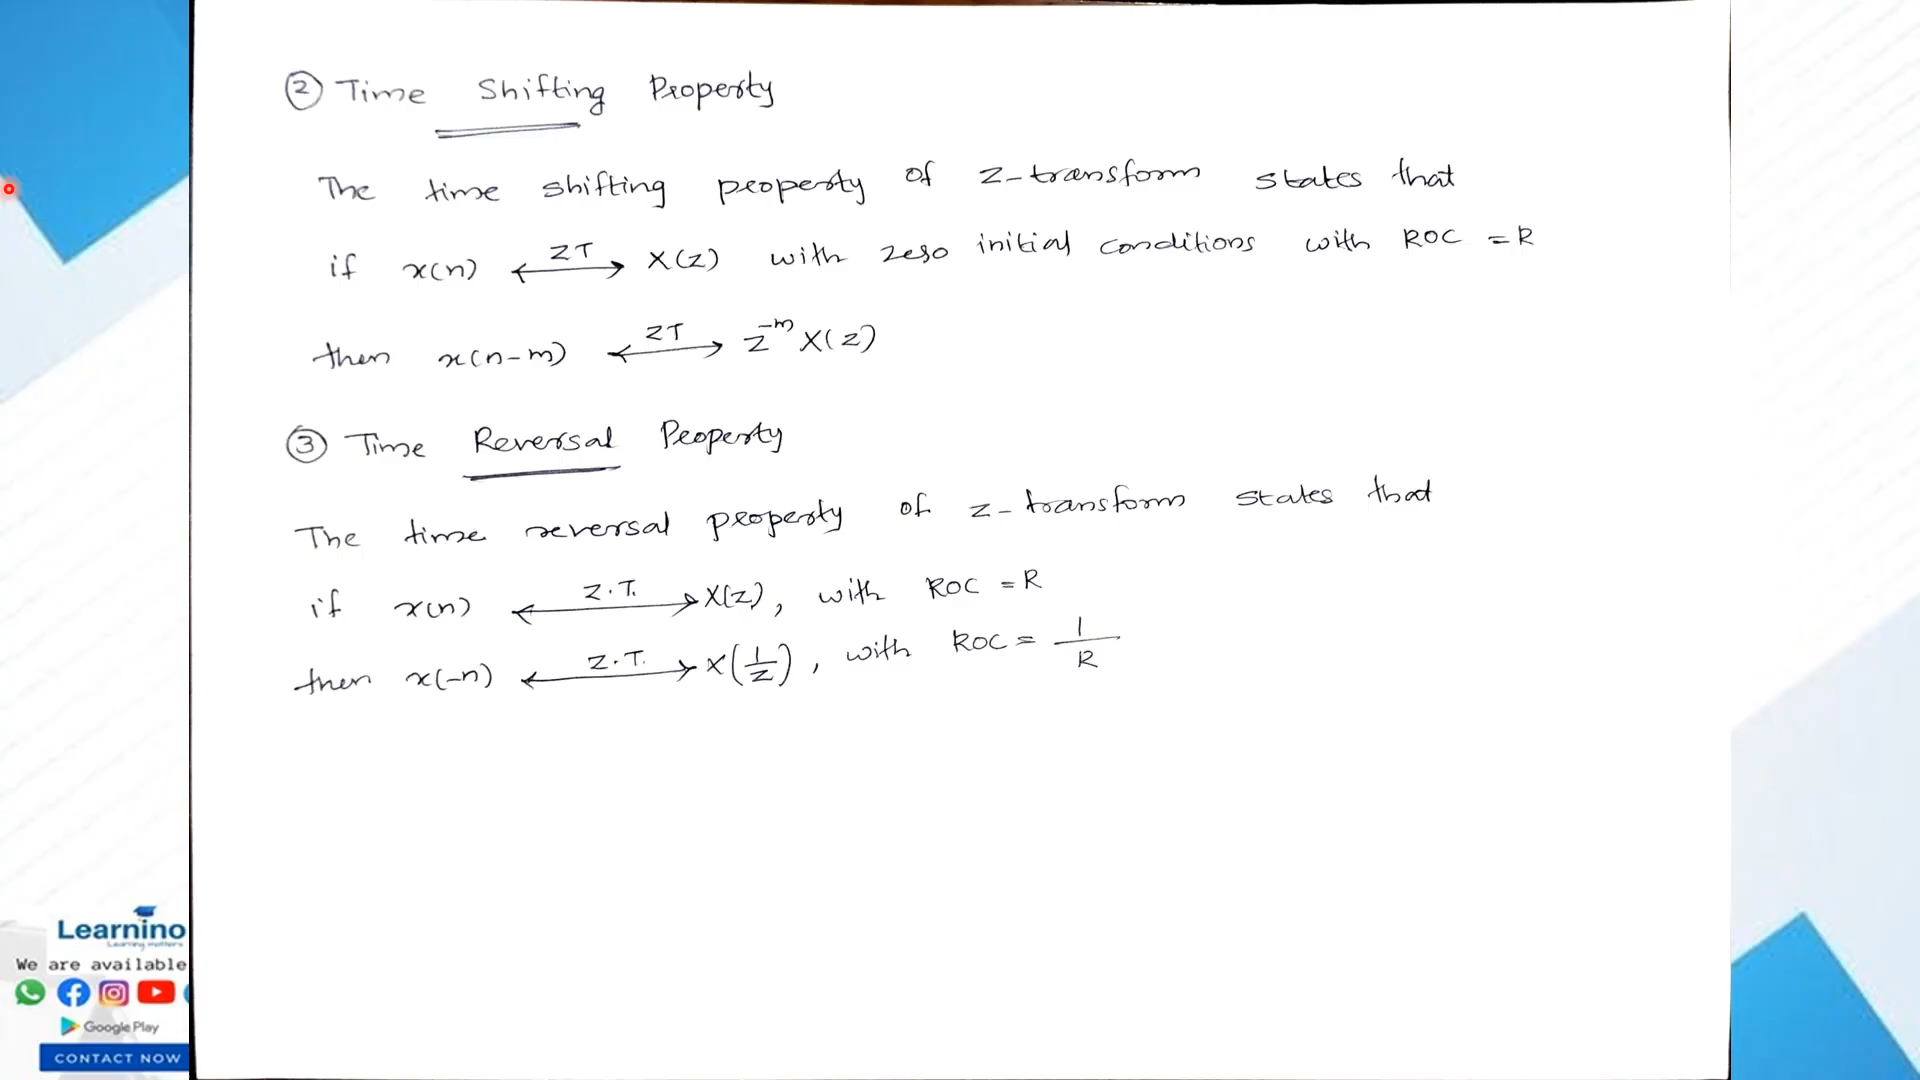 ② Time Shifting Property
The time shifting property of z-transform states that
if x(n) ⟷ ZT X(z) with zero initial conditions with ROC = R
then x(n-m) ⟷ ZT z^-m X(z)
③ Time Reversal Property
The time reversal property of z-transform states that
if x(n) ⟷ Z.T. X(z), with ROC = R
then x(-n) ⟷ Z.T. X(1/z), with ROC = 1/R
Learnino
Learning matters
We are available
Google Play
CONTACT NOW